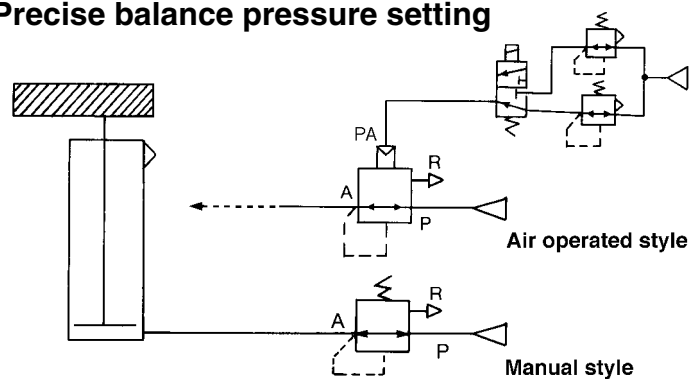 Precise balance pressure setting
PA
R
A
P
Air operated style
R
A
P
Manual style